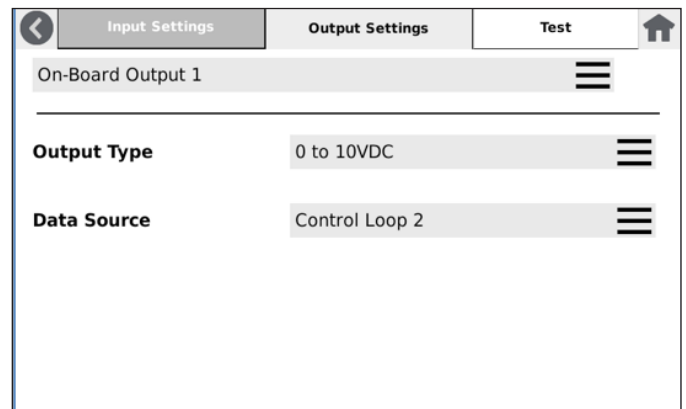 Input Settings Output Settings Test
On-Board Output 1
Output Type 0 to 10VDC
Data Source Control Loop 2